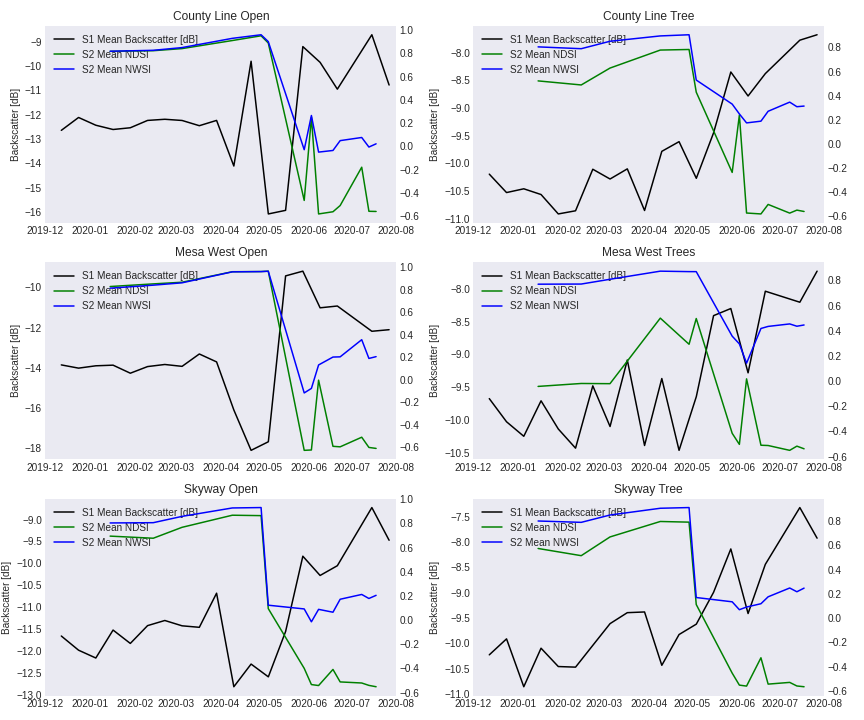 County Line Open
S1 Mean Backscatter [dB]
S2 Mean NDSI
S2 Mean NWSI
Backscatter [dB]
−9
−10
−11
−12
−13
−14
−15
−16
1.0
0.8
0.6
0.4
0.2
0.0
−0.2
−0.4
−0.6
2019-12 2020-01 2020-02 2020-03 2020-04 2020-05 2020-06 2020-07 2020-08
County Line Tree
S1 Mean Backscatter [dB]
S2 Mean NDSI
S2 Mean NWSI
Backscatter [dB]
−8.0
−8.5
−9.0
−9.5
−10.0
−10.5
−11.0
0.8
0.6
0.4
0.2
0.0
−0.2
−0.4
−0.6
2019-12 2020-01 2020-02 2020-03 2020-04 2020-05 2020-06 2020-07 2020-08
Mesa West Open
S1 Mean Backscatter [dB]
S2 Mean NDSI
S2 Mean NWSI
Backscatter [dB]
−10
−12
−14
−16
−18
1.0
0.8
0.6
0.4
0.2
0.0
−0.2
−0.4
−0.6
2019-12 2020-01 2020-02 2020-03 2020-04 2020-05 2020-06 2020-07 2020-08
Mesa West Trees
S1 Mean Backscatter [dB]
S2 Mean NDSI
S2 Mean NWSI
Backscatter [dB]
−8.0
−8.5
−9.0
−9.5
−10.0
−10.5
0.8
0.6
0.4
0.2
0.0
−0.2
−0.4
−0.6
2019-12 2020-01 2020-02 2020-03 2020-04 2020-05 2020-06 2020-07 2020-08
Skyway Open
S1 Mean Backscatter [dB]
S2 Mean NDSI
S2 Mean NWSI
Backscatter [dB]
−9.0
−9.5
−10.0
−10.5
−11.0
−11.5
−12.0
−12.5
−13.0
1.0
0.8
0.6
0.4
0.2
0.0
−0.2
−0.4
−0.6
2019-12 2020-01 2020-02 2020-03 2020-04 2020-05 2020-06 2020-07 2020-08
Skyway Tree
S1 Mean Backscatter [dB]
S2 Mean NDSI
S2 Mean NWSI
Backscatter [dB]
−7.5
−8.0
−8.5
−9.0
−9.5
−10.0
−10.5
−11.0
0.8
0.6
0.4
0.2
0.0
−0.2
−0.4
−0.6
2019-12 2020-01 2020-02 2020-03 2020-04 2020-05 2020-06 2020-07 2020-08